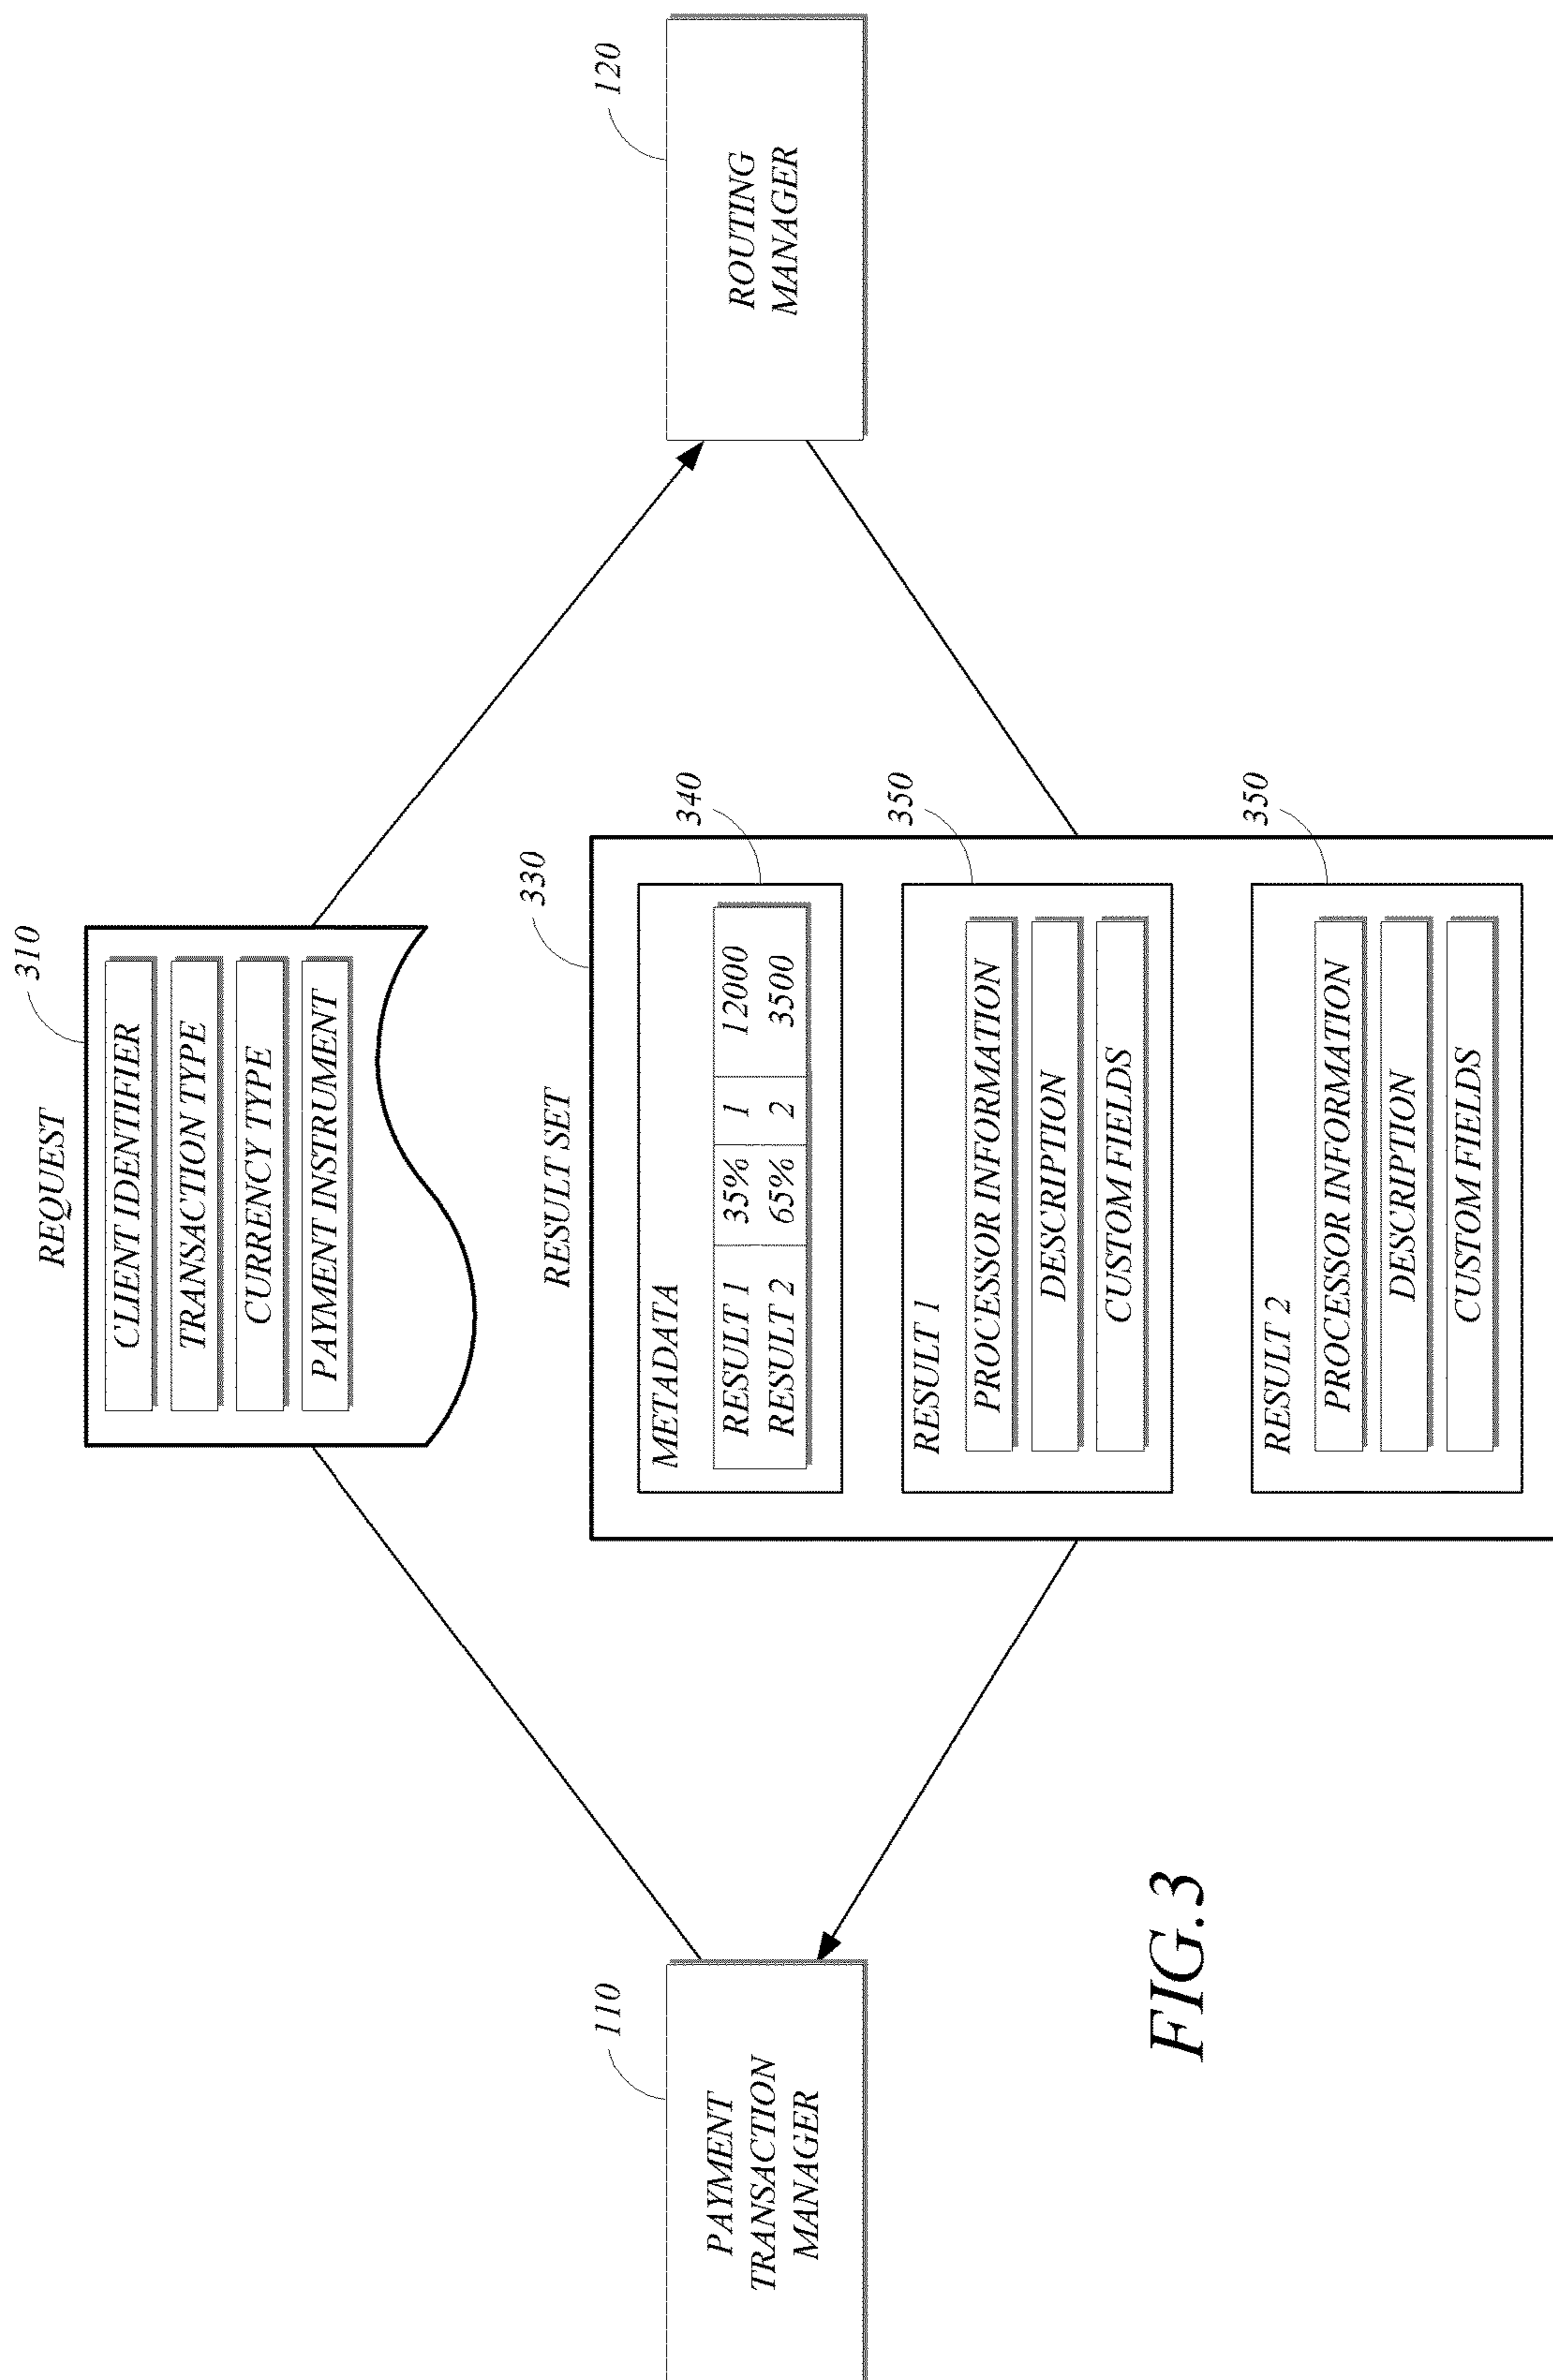 REQUEST
310
CLIENT IDENTIFIER
TRANSACTION TYPE
CURRENCY TYPE
PAYMENT INSTRUMENT
110
PAYMENT
TRANSACTION
MANAGER
120
ROUTING
MANAGER
RESULT SET
330
METADATA
340
RESULT 1 35% 1 12000
RESULT 2 65% 2 3500
RESULT 1
350
PROCESSOR INFORMATION
DESCRIPTION
CUSTOM FIELDS
RESULT 2
350
PROCESSOR INFORMATION
DESCRIPTION
CUSTOM FIELDS
FIG.3